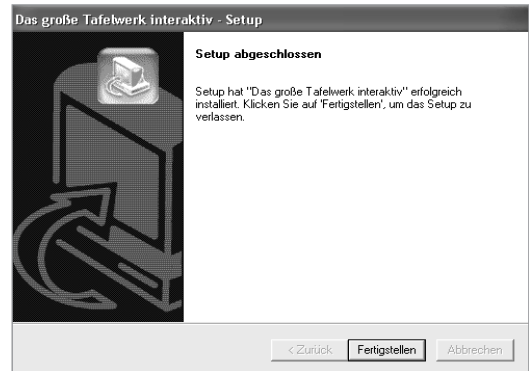 Das große Tafelwerk interaktiv - Setup
Setup abgeschlossen
Setup hat "Das große Tafelwerk interaktiv" erfolgreich
installiert. Klicken Sie auf 'Fertigstellen', um das Setup zu
verlassen.
< Zurück Fertigstellen Abbrechen